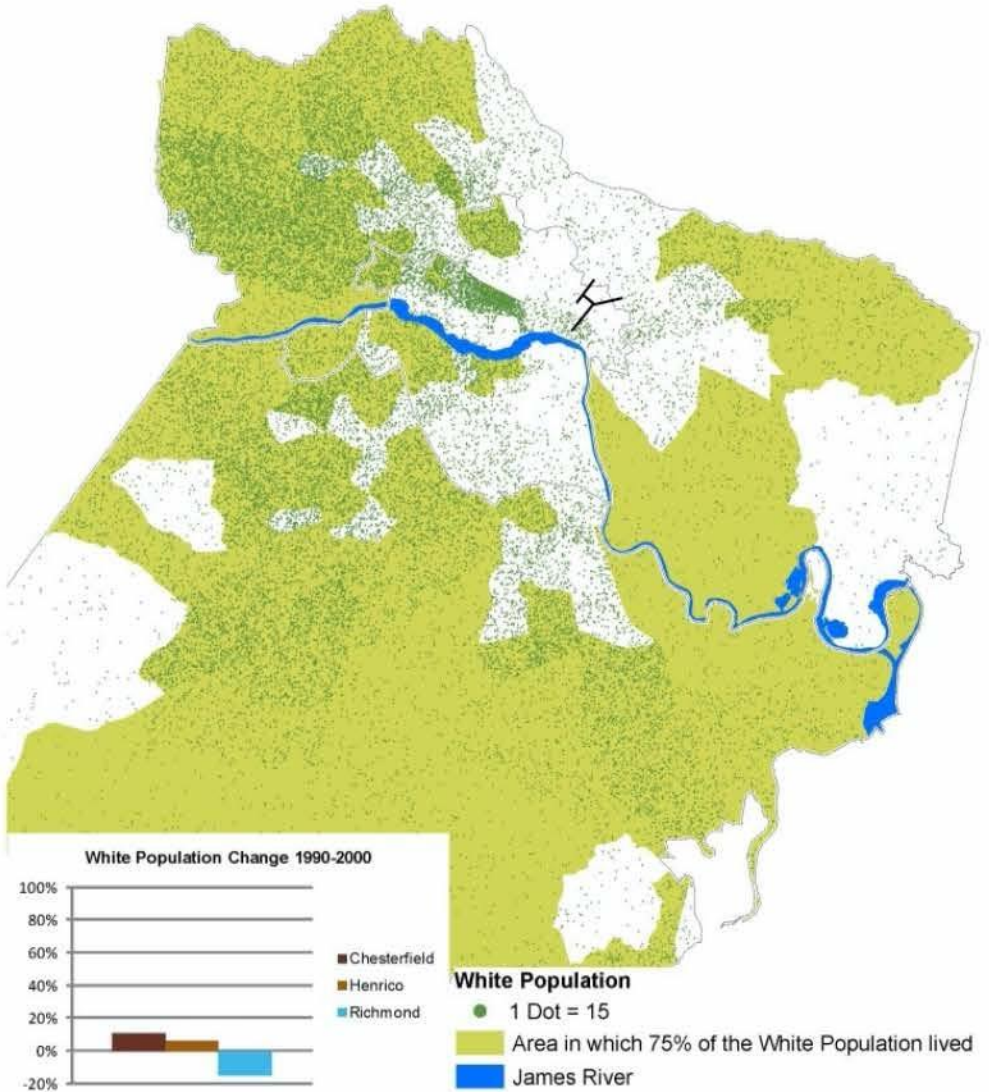 White Population Change 1990-2000
100%
80%
60%
40%
20%
0%
-20%
Chesterfield
Henrico
Richmond
White Population
1 Dot = 15
Area in which 75% of the White Population lived
James River